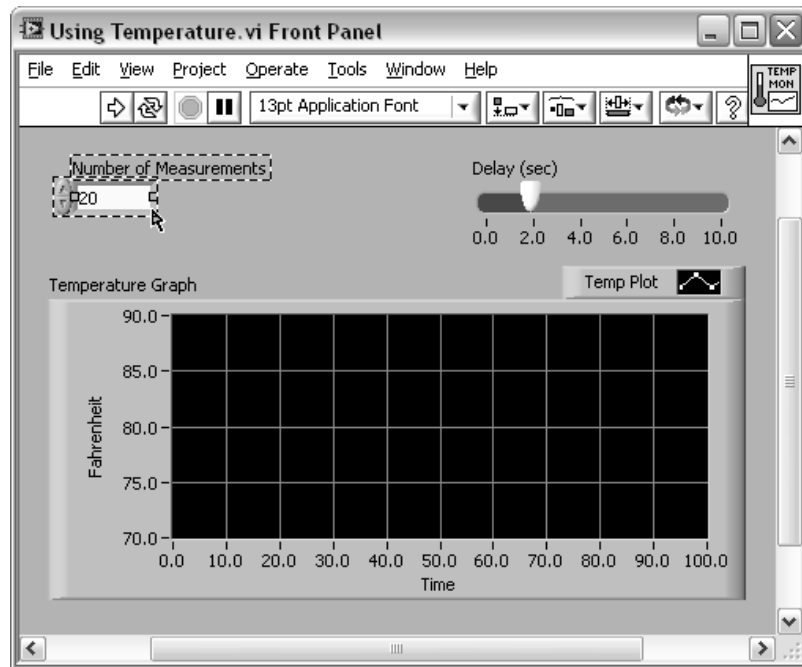 Using Temperature.vi Front Panel
File Edit View Project Operate Tools Window Help
TEMP
MON
13pt Application Font
?
Number of Measurements
20
Delay (sec)
0.0 2.0 4.0 6.0 8.0 10.0
Temperature Graph
Temp Plot
90.0
85.0
80.0
75.0
70.0
Fahrenheit
0.0 10.0 20.0 30.0 40.0 50.0 60.0 70.0 80.0 90.0 100.0
Time